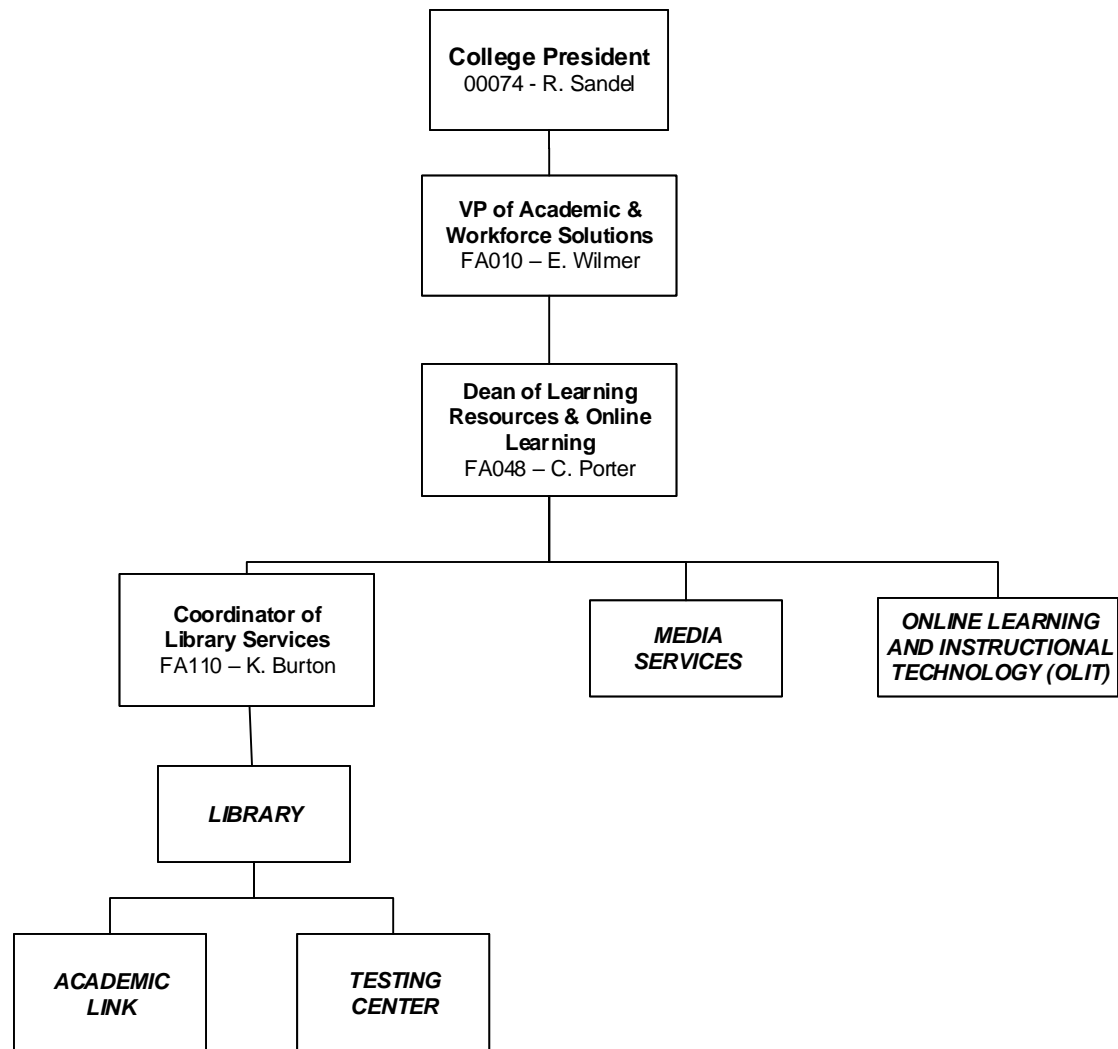 College President
00074 - R. Sandel
VP of Academic &
Workforce Solutions
FA010 – E. Wilmer
Dean of Learning
Resources & Online
Learning
FA048 – C. Porter
Coordinator of
Library Services
FA110 – K. Burton
MEDIA
SERVICES
ONLINE LEARNING
AND INSTRUCTIONAL
TECHNOLOGY (OLIT)
LIBRARY
ACADEMIC
LINK
TESTING
CENTER